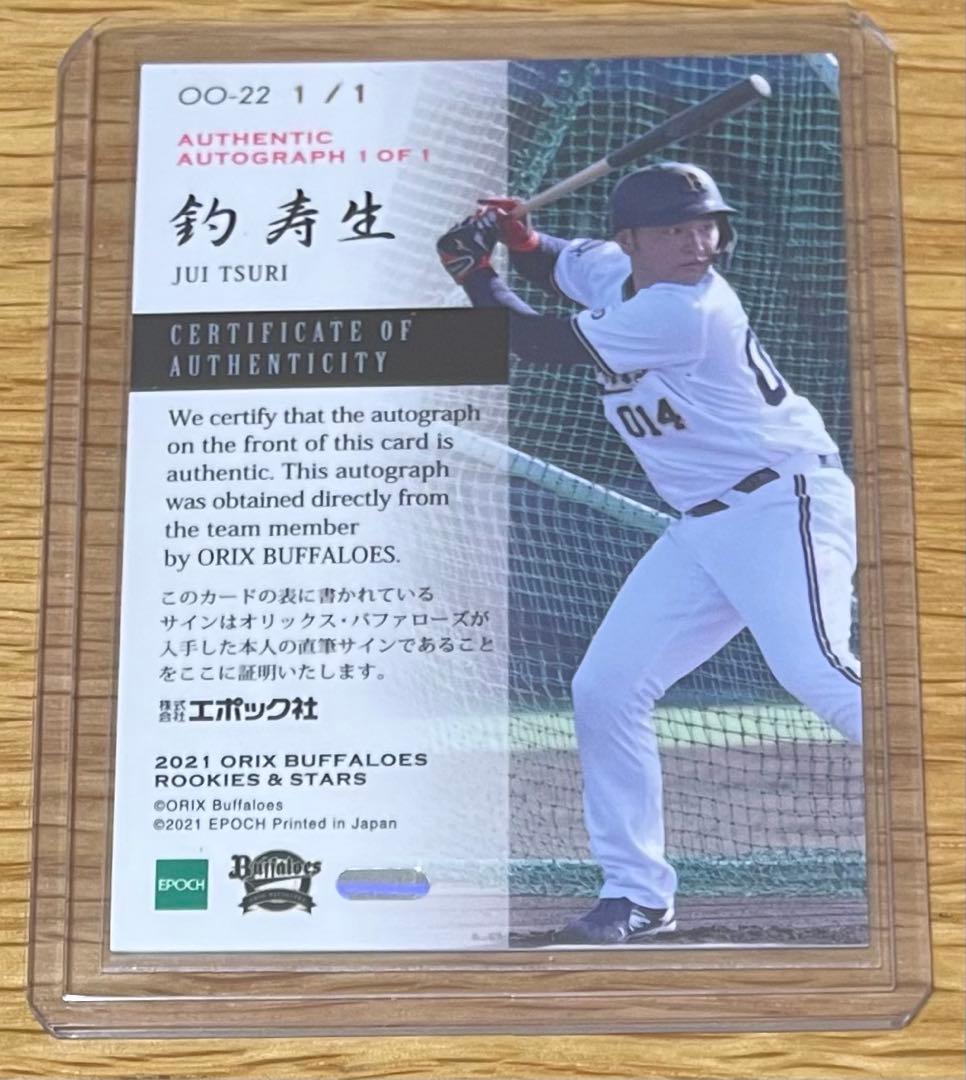 OO-22 1 / 1
AUTHENTIC
AUTOGRAPH 1 OF 1
釣 寿生
JUI TSURI
CERTIFICATE OF
AUTHENTICITY
We certify that the autograph
on the front of this card is
authentic. This autograph
was obtained directly from
the team member
by ORIX BUFFALOES.
このカードの表に書かれている
サインはオリックス・バファローズが
入手した本人の直筆サインであること
をここに証明いたします。
株式会社エポック社
2021 ORIX BUFFALOES
ROOKIES & STARS
©ORIX Buffaloes
©2021 EPOCH Printed in Japan
EPOCH
Buffaloes
014